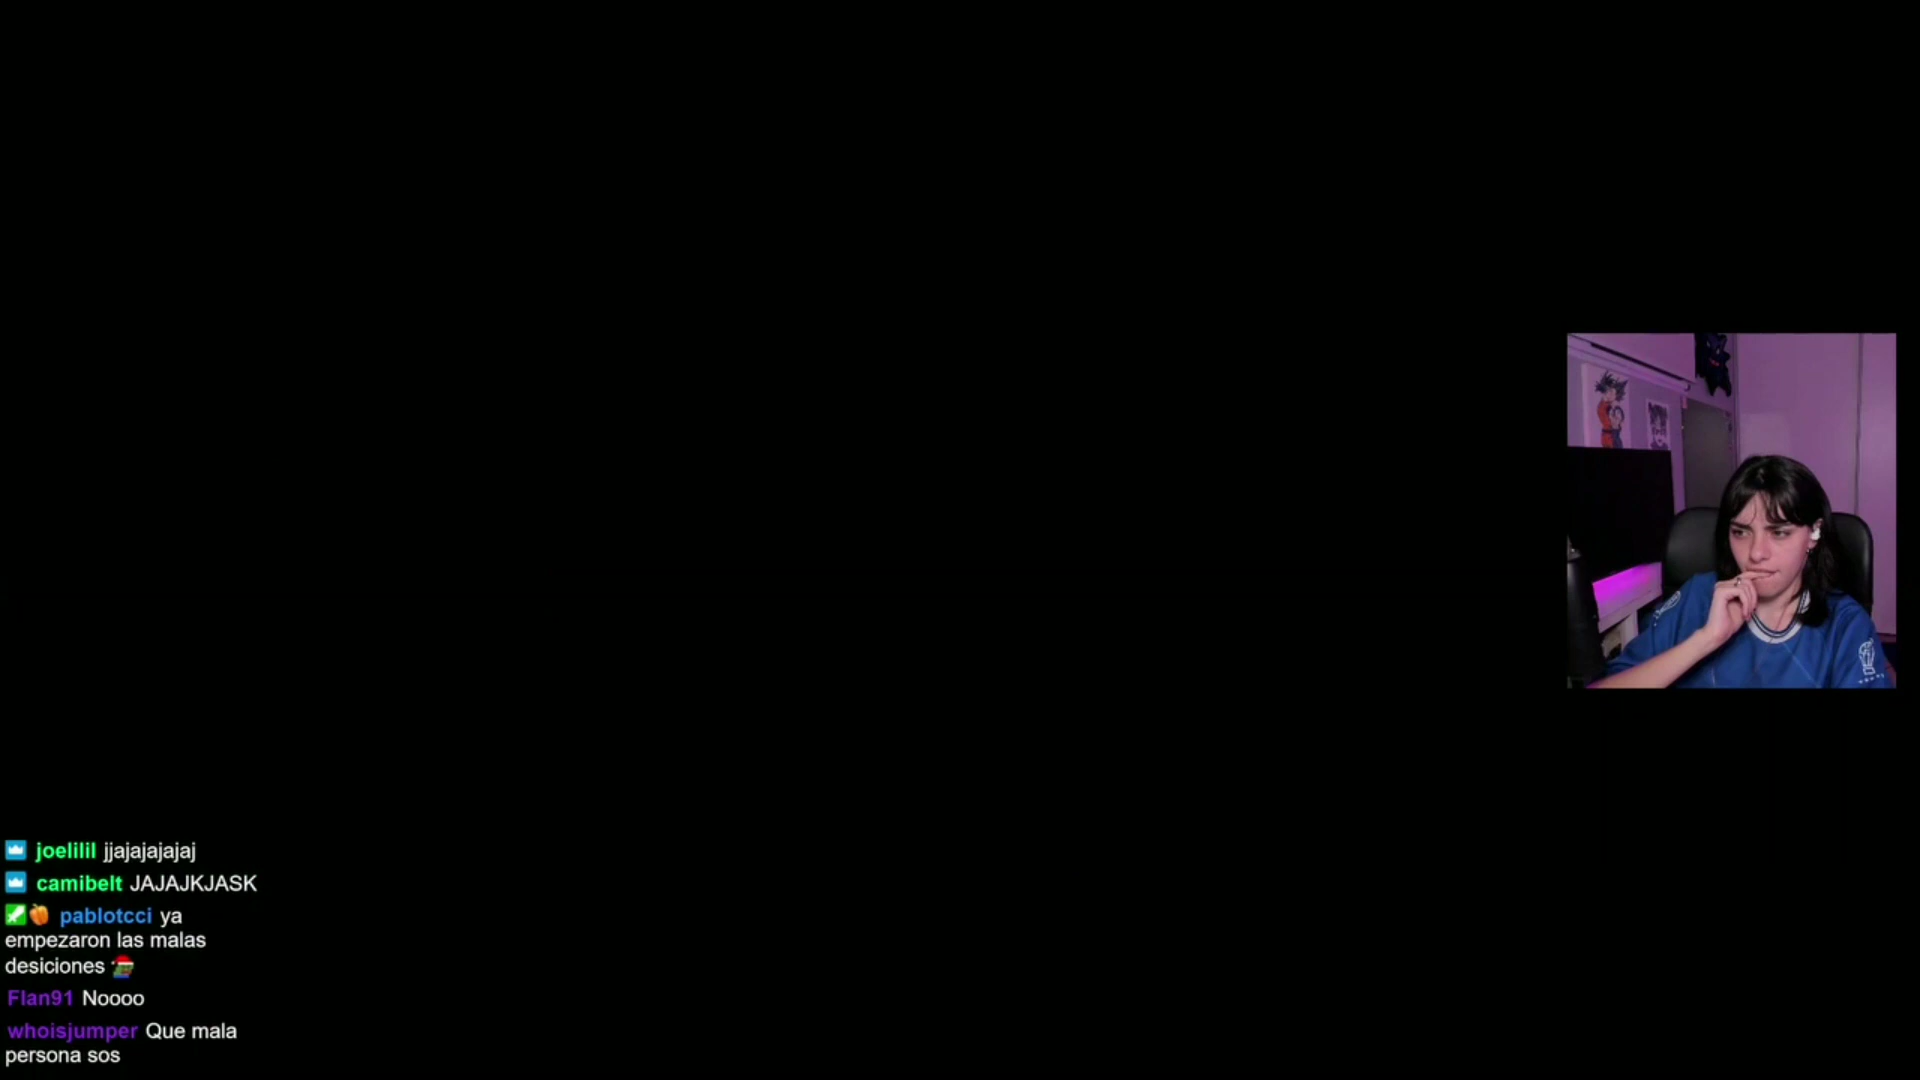 joelilil jjajajajajaj
camibelt JAJAJKJASK
pablotcci ya
empezaron las malas
desiciones
Flan91 Noooo
whoisjumper Que mala
persona sos